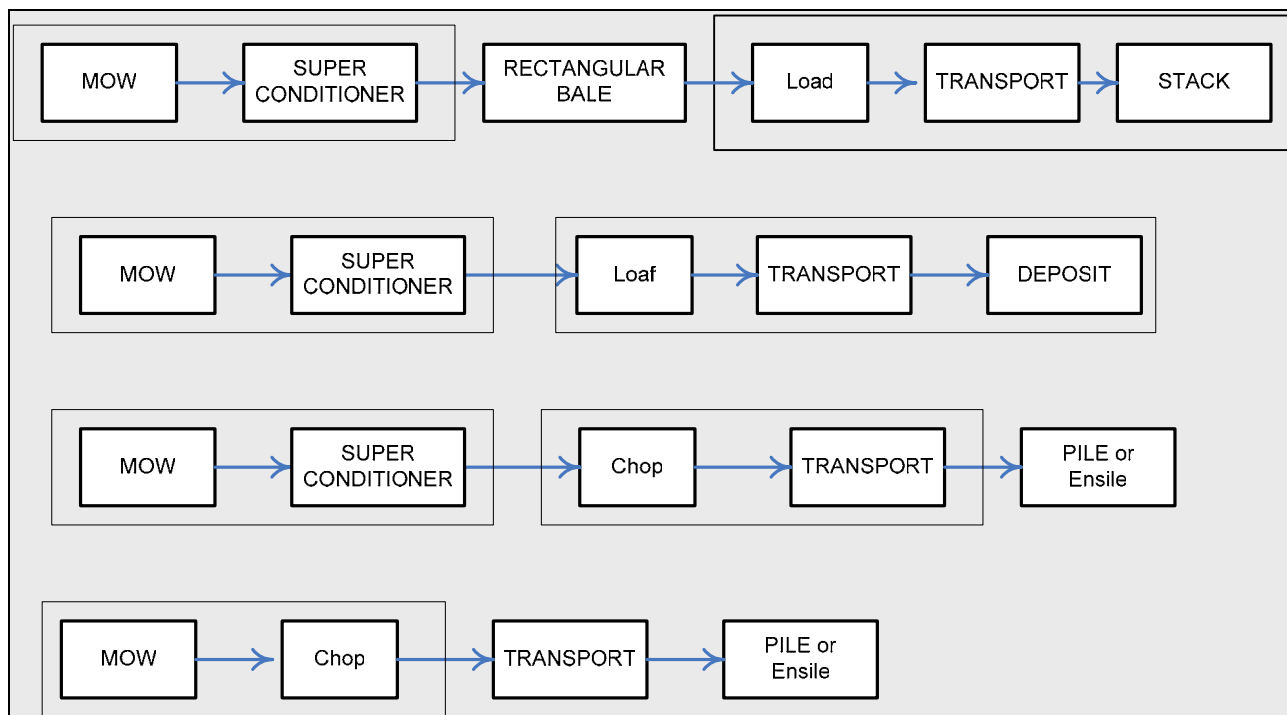 MOW
SUPER
CONDITIONER
RECTANGULAR
BALE
Load
TRANSPORT
STACK
MOW
SUPER
CONDITIONER
Loaf
TRANSPORT
DEPOSIT
MOW
SUPER
CONDITIONER
Chop
TRANSPORT
PILE or
Ensile
MOW
Chop
TRANSPORT
PILE or
Ensile